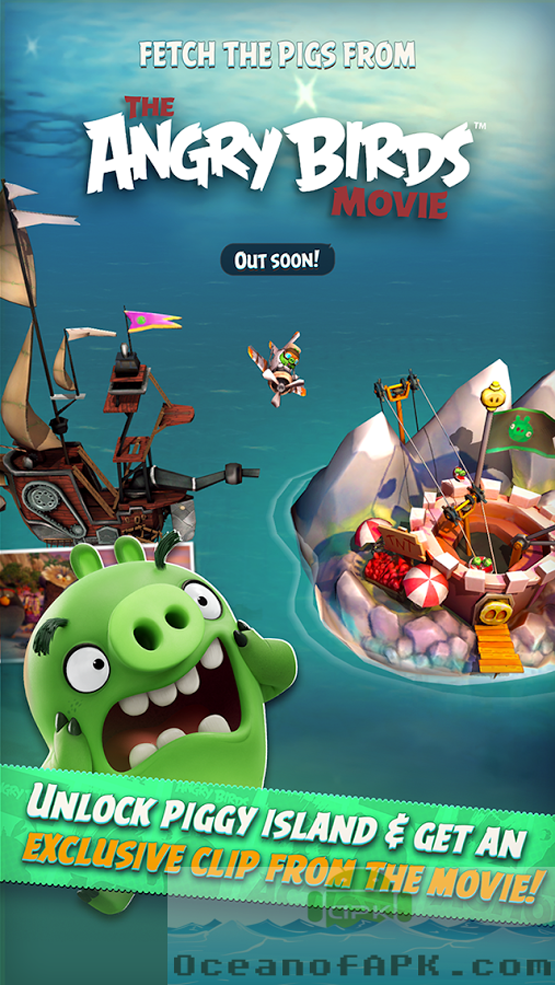 FETCH THE PIGS FROM
THE
ANGRY BIRDS™
MOVIE
OUT SOON!
TNT
UNLOCK PIGGY ISLAND & GET AN
EXCLUSIVE CLIP FROM THE MOVIE!
OceanofAPK.com